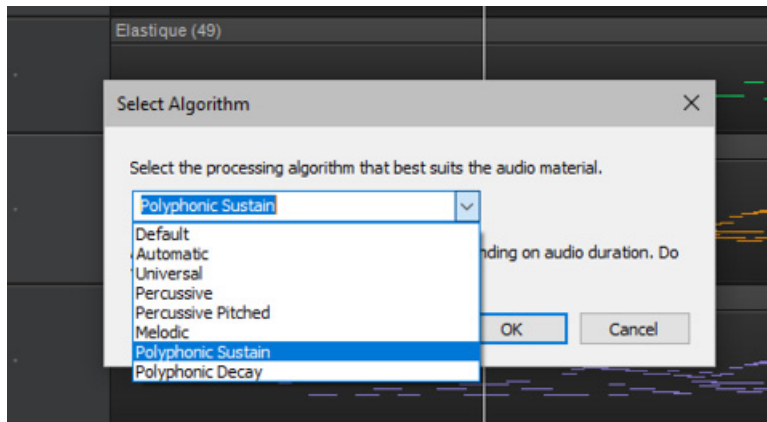 Elastique (49)
Select Algorithm
Select the processing algorithm that best suits the audio material.
Polyphonic Sustain
Default
Automatic
nding on audio duration. Do
Universal
Percussive
Percussive Pitched
Melodic
OK Cancel
Polyphonic Sustain
Polyphonic Decay